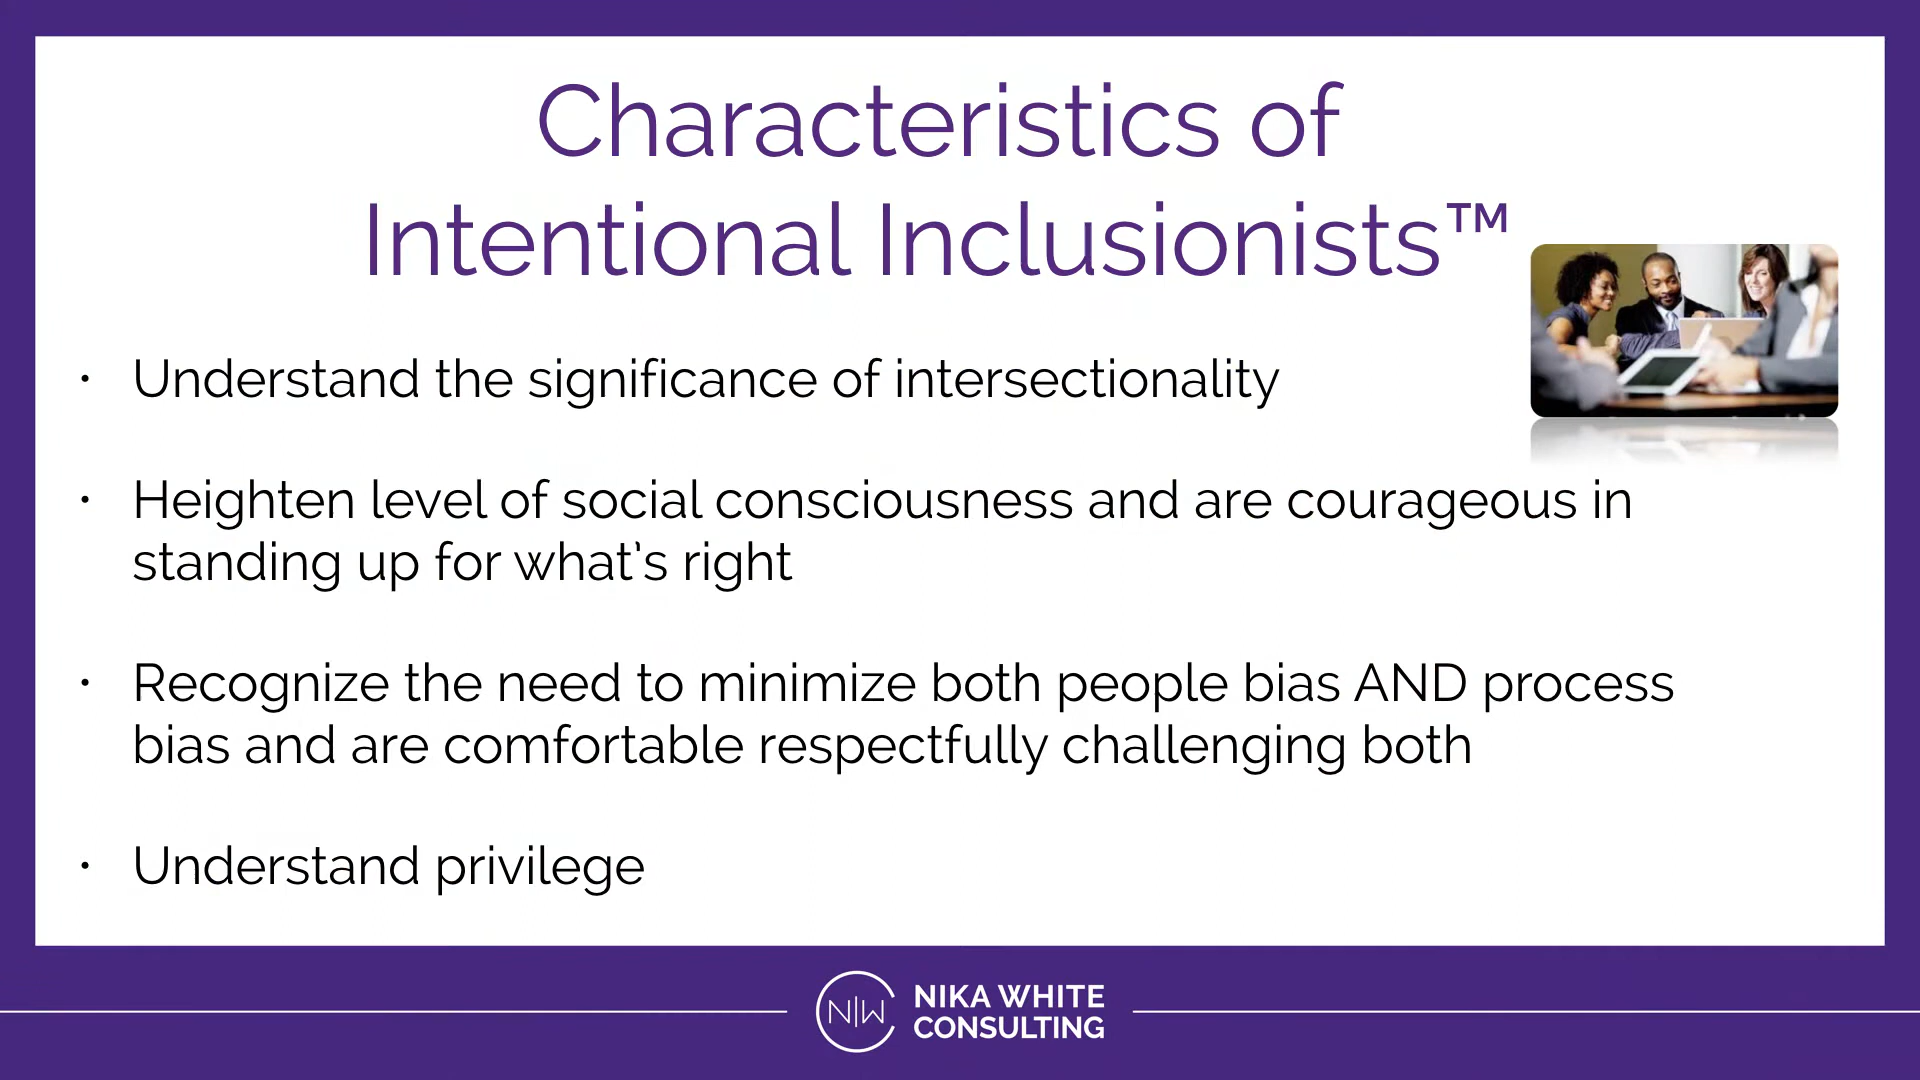 Characteristics of
Intentional Inclusionists™
• Understand the significance of intersectionality
• Heighten level of social consciousness and are courageous in
standing up for what's right
• Recognize the need to minimize both people bias AND process
bias and are comfortable respectfully challenging both
• Understand privilege
N|W
NIKA WHITE
CONSULTING